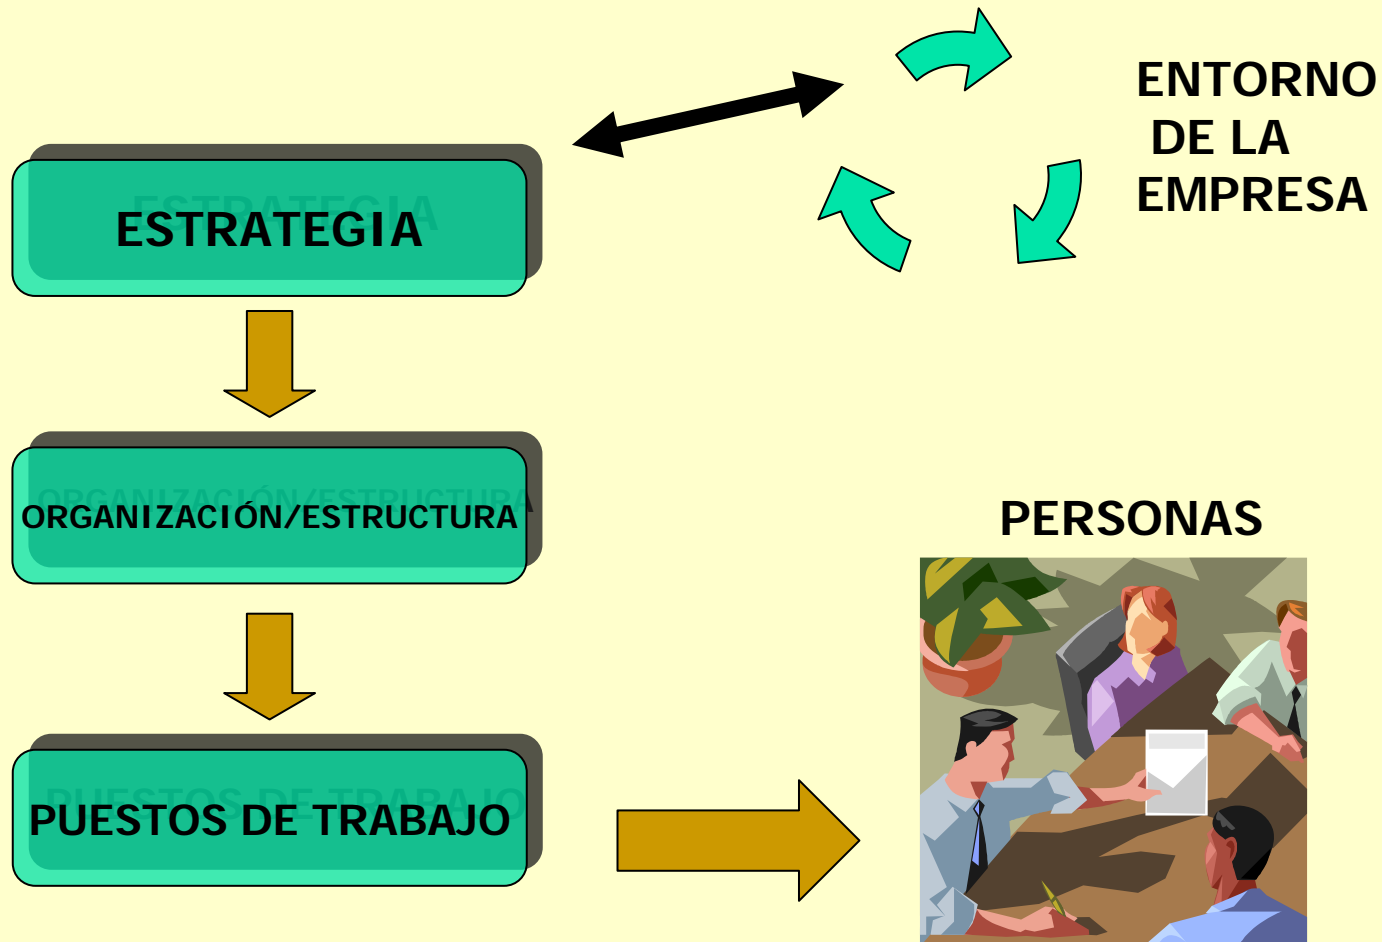 ENTORNO
DE LA
EMPRESA
ESTRATEGIA
ORGANIZACIÓN/ESTRUCTURA
PERSONAS
PUESTOS DE TRABAJO